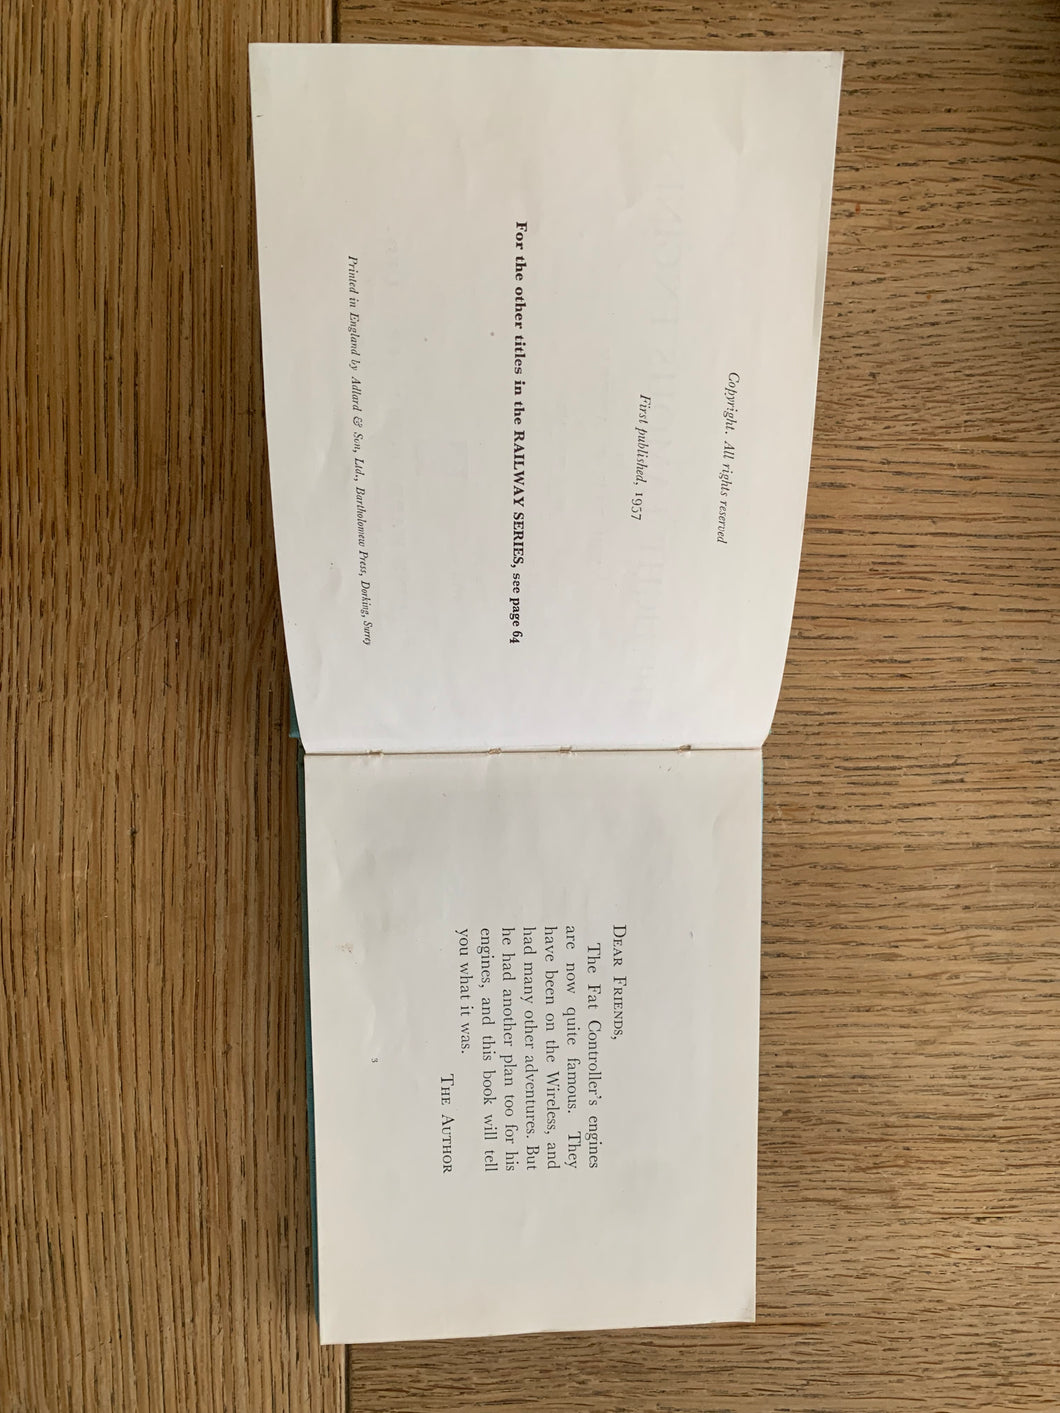 Copyright. All rights reserved
First published, 1957
For the other titles in the RAILWAY SERIES, see page 64
Printed in England by Adlard & Son, Ltd., Bartholomew Press, Dorking, Surrey
DEAR FRIENDS,
The Fat Controller's engines
are now quite famous. They
have been on the Wireless, and
had many other adventures. But
he had another plan too for his
engines, and this book will tell
you what it was.
THE AUTHOR
3